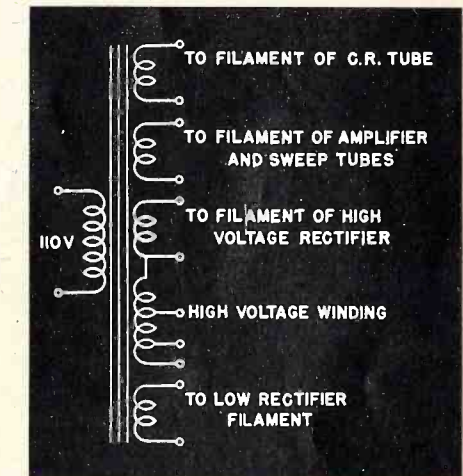 TO FILAMENT OF C.R. TUBE
TO FILAMENT OF AMPLIFIER
AND SWEEP TUBES
110V
TO FILAMENT OF HIGH
VOLTAGE RECTIFIER
HIGH VOLTAGE WINDING
TO LOW RECTIFIER
FILAMENT